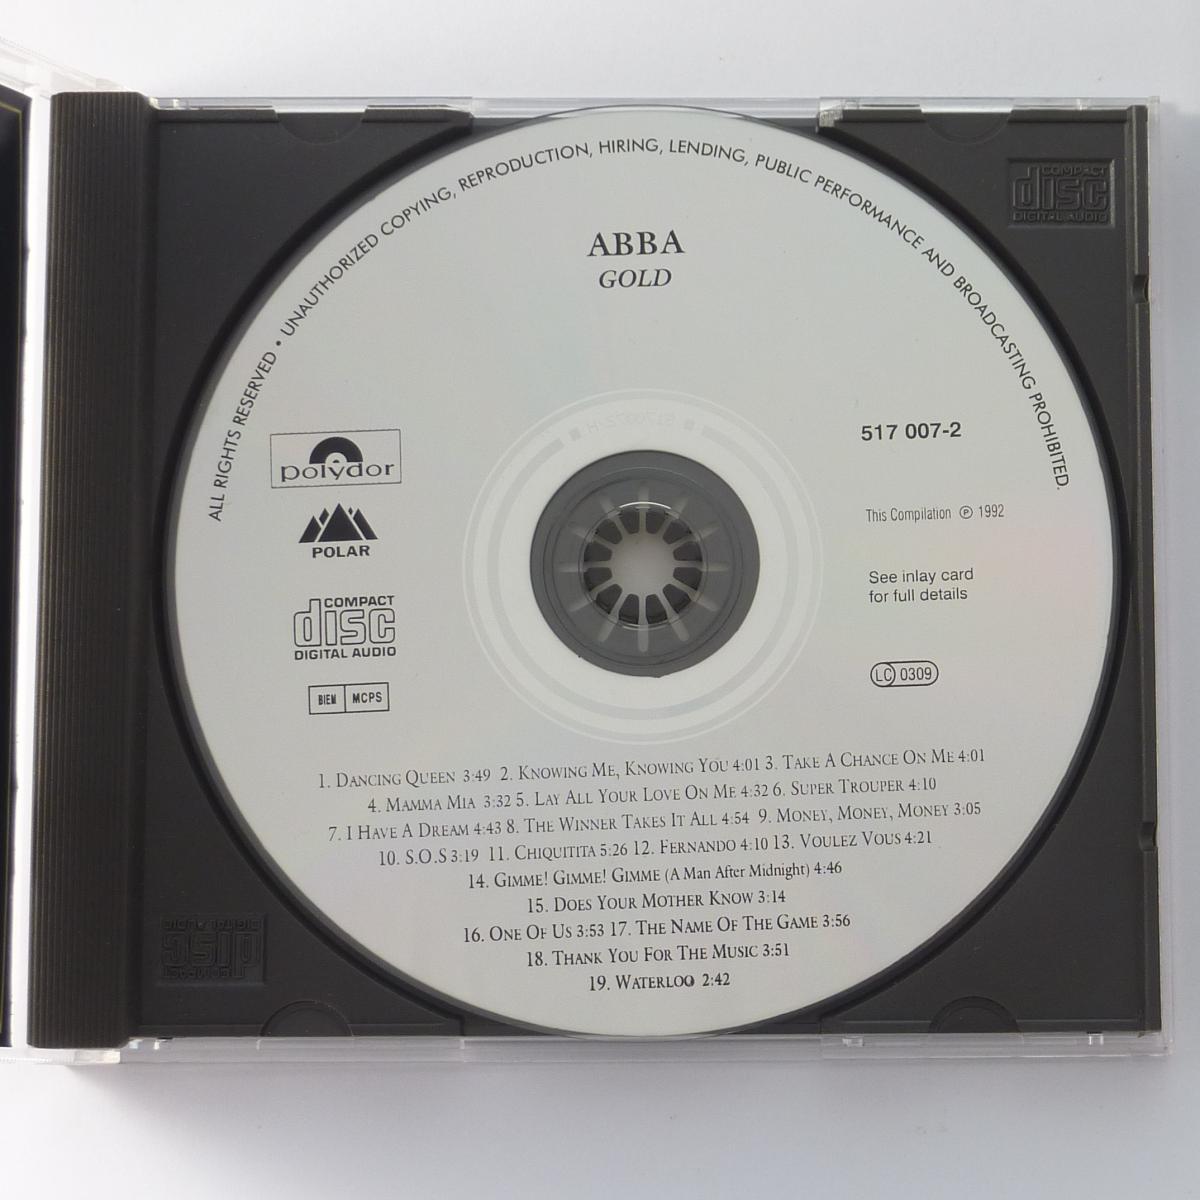 ALL RIGHTS RESERVED • UNAUTHORIZED COPYING, REPRODUCTION, HIRING, LENDING, PUBLIC PERFORMANCE AND BROADCASTING PROHIBITED.
COMPACT
disc
DIGITAL AUDIO
ABBA
GOLD
polydor
517 007-2
POLAR
This Compilation ℗ 1992
COMPACT
disc
DIGITAL AUDIO
See inlay card
for full details
BIEM MCPS
LC 0309
1. DANCING QUEEN 3:49 2. KNOWING ME, KNOWING YOU 4:01 3. TAKE A CHANCE ON ME 4:01
4. MAMMA MIA 3:32 5. LAY ALL YOUR LOVE ON ME 4:32 6. SUPER TROUPER 4:10
7. I HAVE A DREAM 4:43 8. THE WINNER TAKES IT ALL 4:54 9. MONEY, MONEY, MONEY 3:05
10. S.O.S 3:19 11. CHIQUITITA 5:26 12. FERNANDO 4:10 13. VOULEZ VOUS 4:21
14. GIMME! GIMME! GIMME (A Man After Midnight) 4:46
15. DOES YOUR MOTHER KNOW 3:14
16. ONE OF US 3:53 17. THE NAME OF THE GAME 3:56
18. THANK YOU FOR THE MUSIC 3:51
19. WATERLOO 2:42
COMPACT
disc
DIGITAL AUDIO